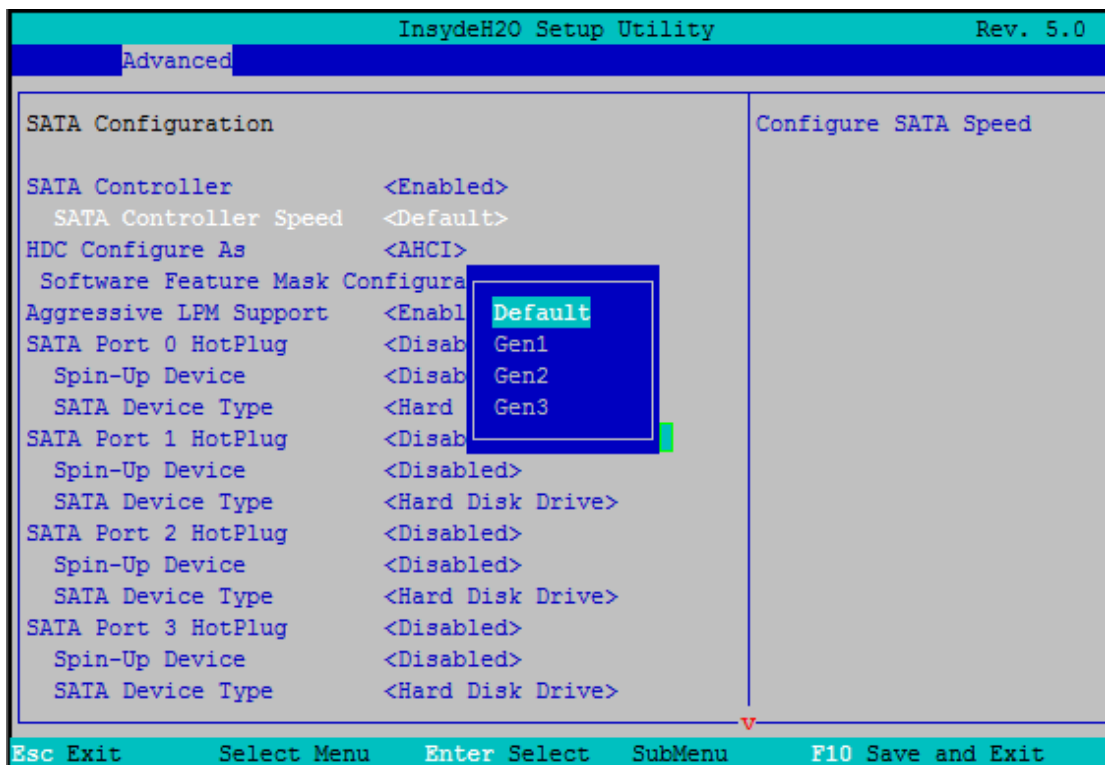 InsydeH2O Setup Utility Rev. 5.0
Advanced
SATA Configuration
Configure SATA Speed
SATA Controller <Enabled>
SATA Controller Speed <Default>
HDC Configure As <AHCI>
Software Feature Mask Configura
Aggressive LPM Support <Enabl
SATA Port 0 HotPlug <Disab
Spin-Up Device <Disab
SATA Device Type <Hard
SATA Port 1 HotPlug <Disab
Default
Gen1
Gen2
Gen3
Spin-Up Device <Disabled>
SATA Device Type <Hard Disk Drive>
SATA Port 2 HotPlug <Disabled>
Spin-Up Device <Disabled>
SATA Device Type <Hard Disk Drive>
SATA Port 3 HotPlug <Disabled>
Spin-Up Device <Disabled>
SATA Device Type <Hard Disk Drive>
v
Esc Exit Select Menu Enter Select SubMenu F10 Save and Exit